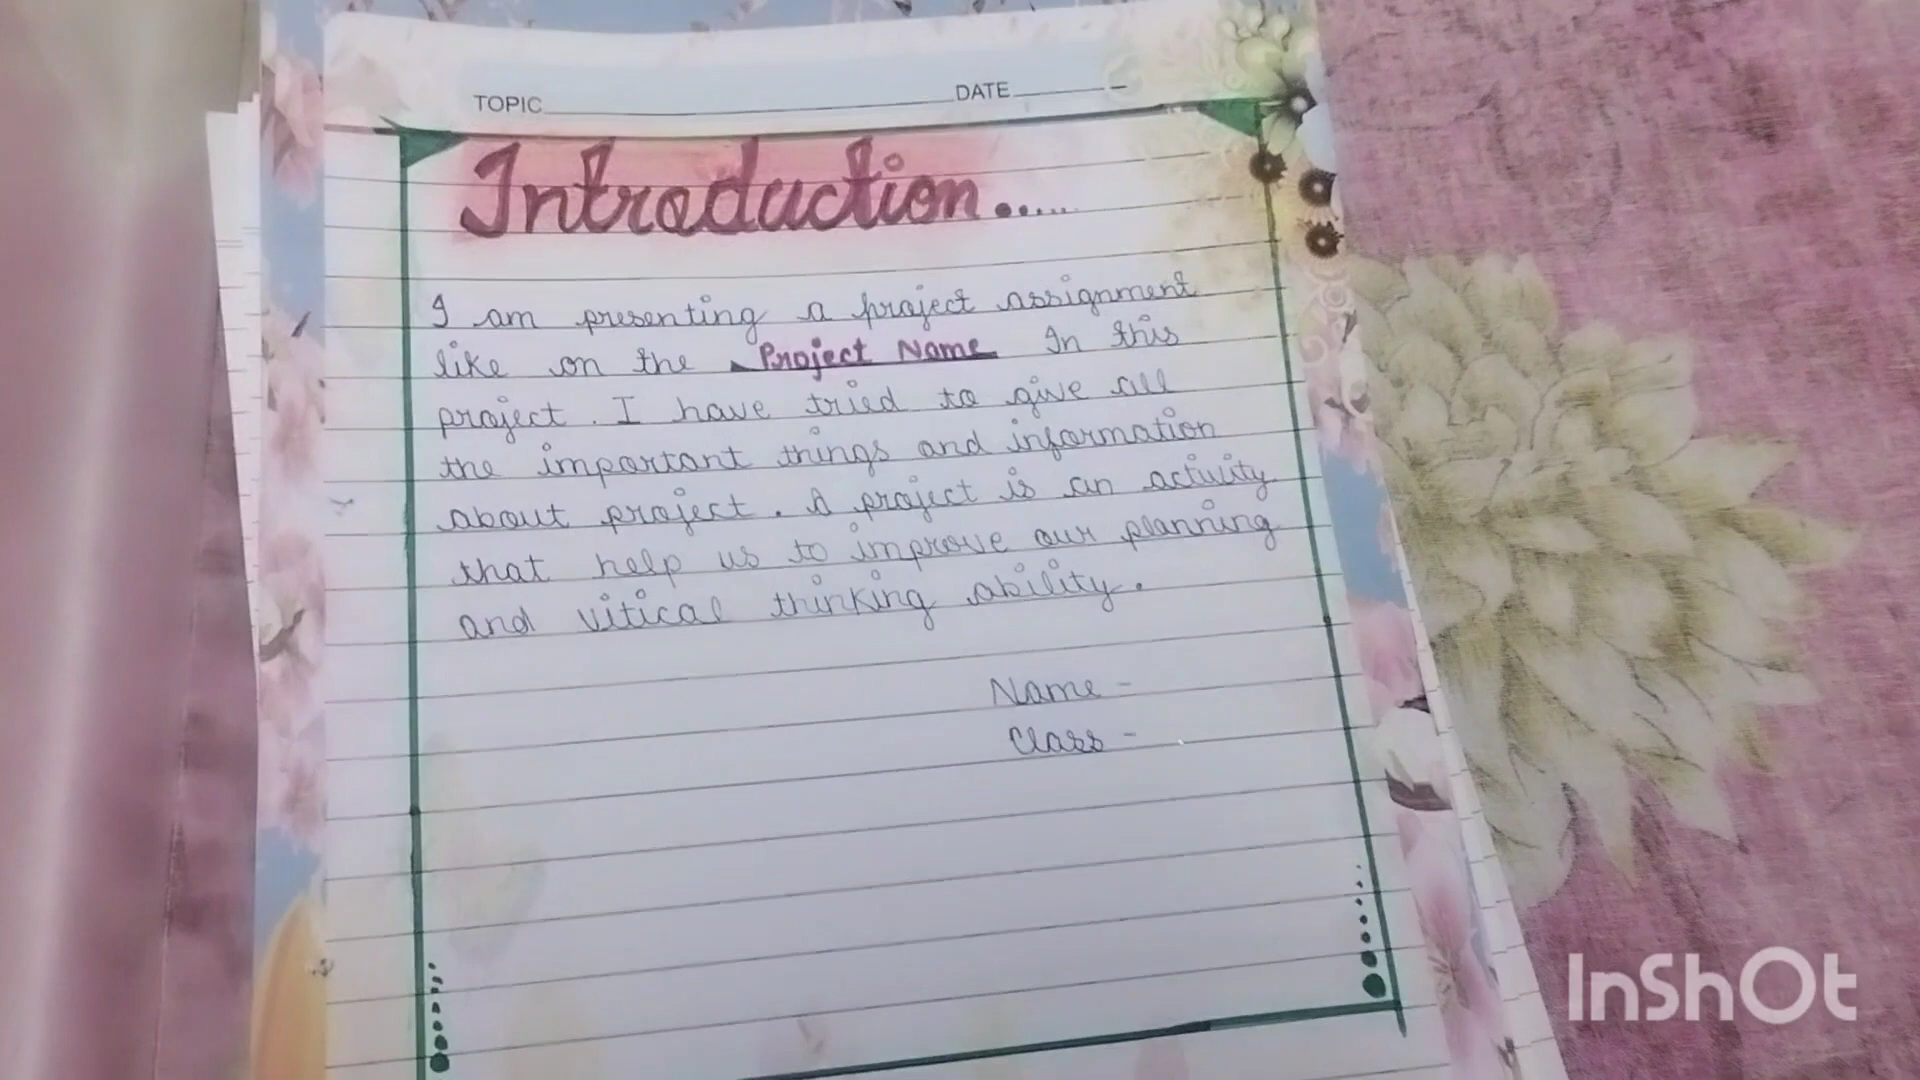 TOPIC DATE
Introduction.....
I am presenting a project assignment
like on the Project Name In this
project. I have tried to give all
the important things and information
about project. A project is an activity
that help us to improve our planning
and vitical thinking ability.
Name -
Class -
InShOt